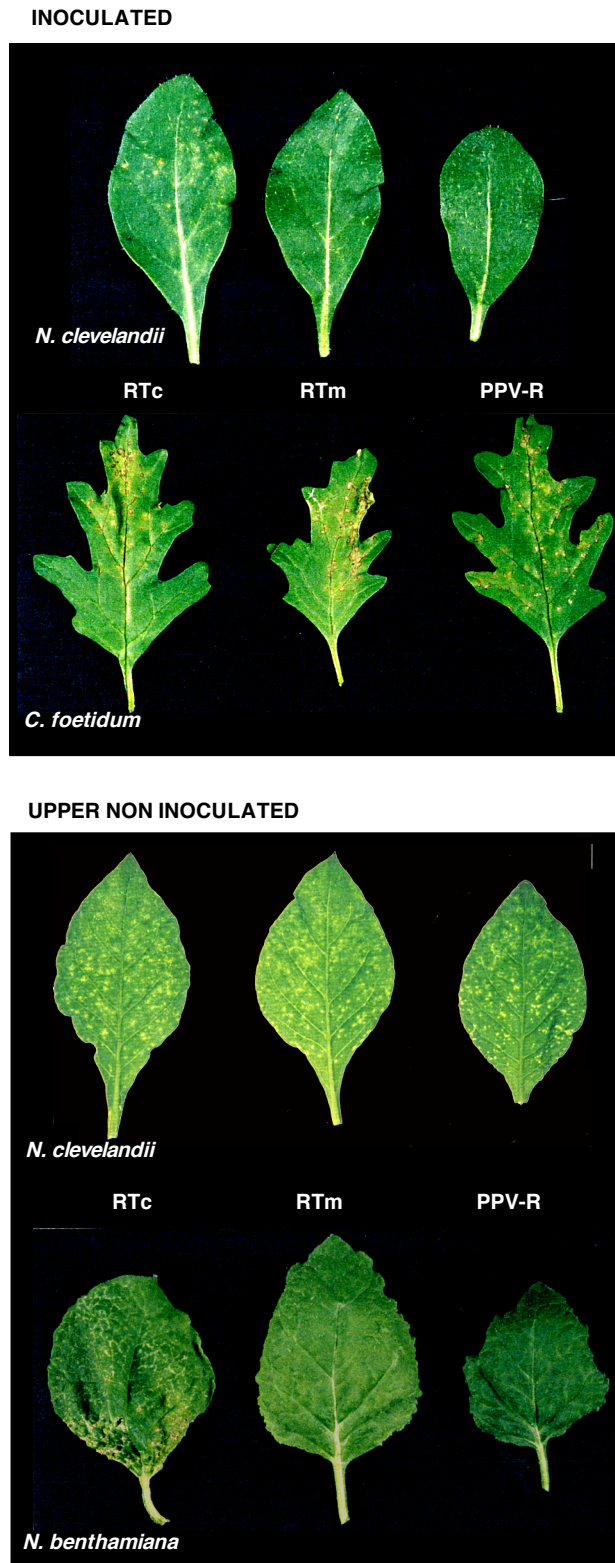 INOCULATED
N. clevelandii
RTc RTm PPV-R
C. foetidum
UPPER NON INOCULATED
N. clevelandii
RTc RTm PPV-R
N. benthamiana